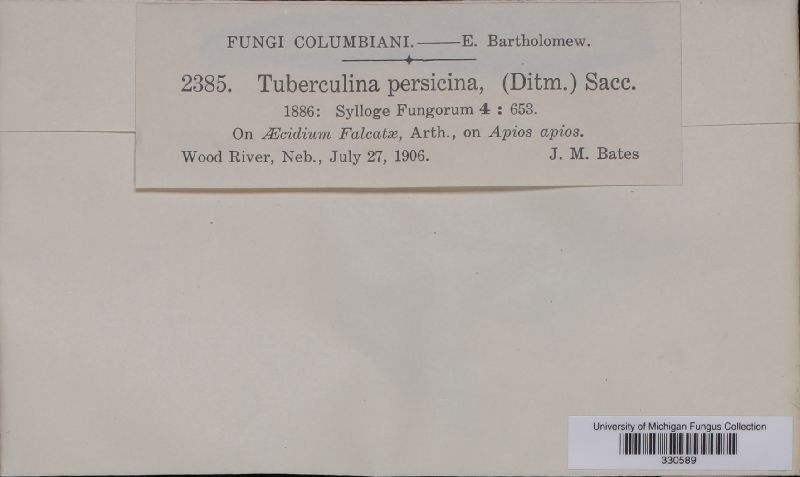 FUNGI COLUMBIANI.——E. Bartholomew.
2385. Tuberculina persicina, (Ditm.) Sacc.
1886: Sylloge Fungorum 4 : 653.
On Æcidium Falcatæ, Arth., on Apios apios.
Wood River, Neb., July 27, 1906. J. M. Bates
University of Michigan Fungus Collection
330589